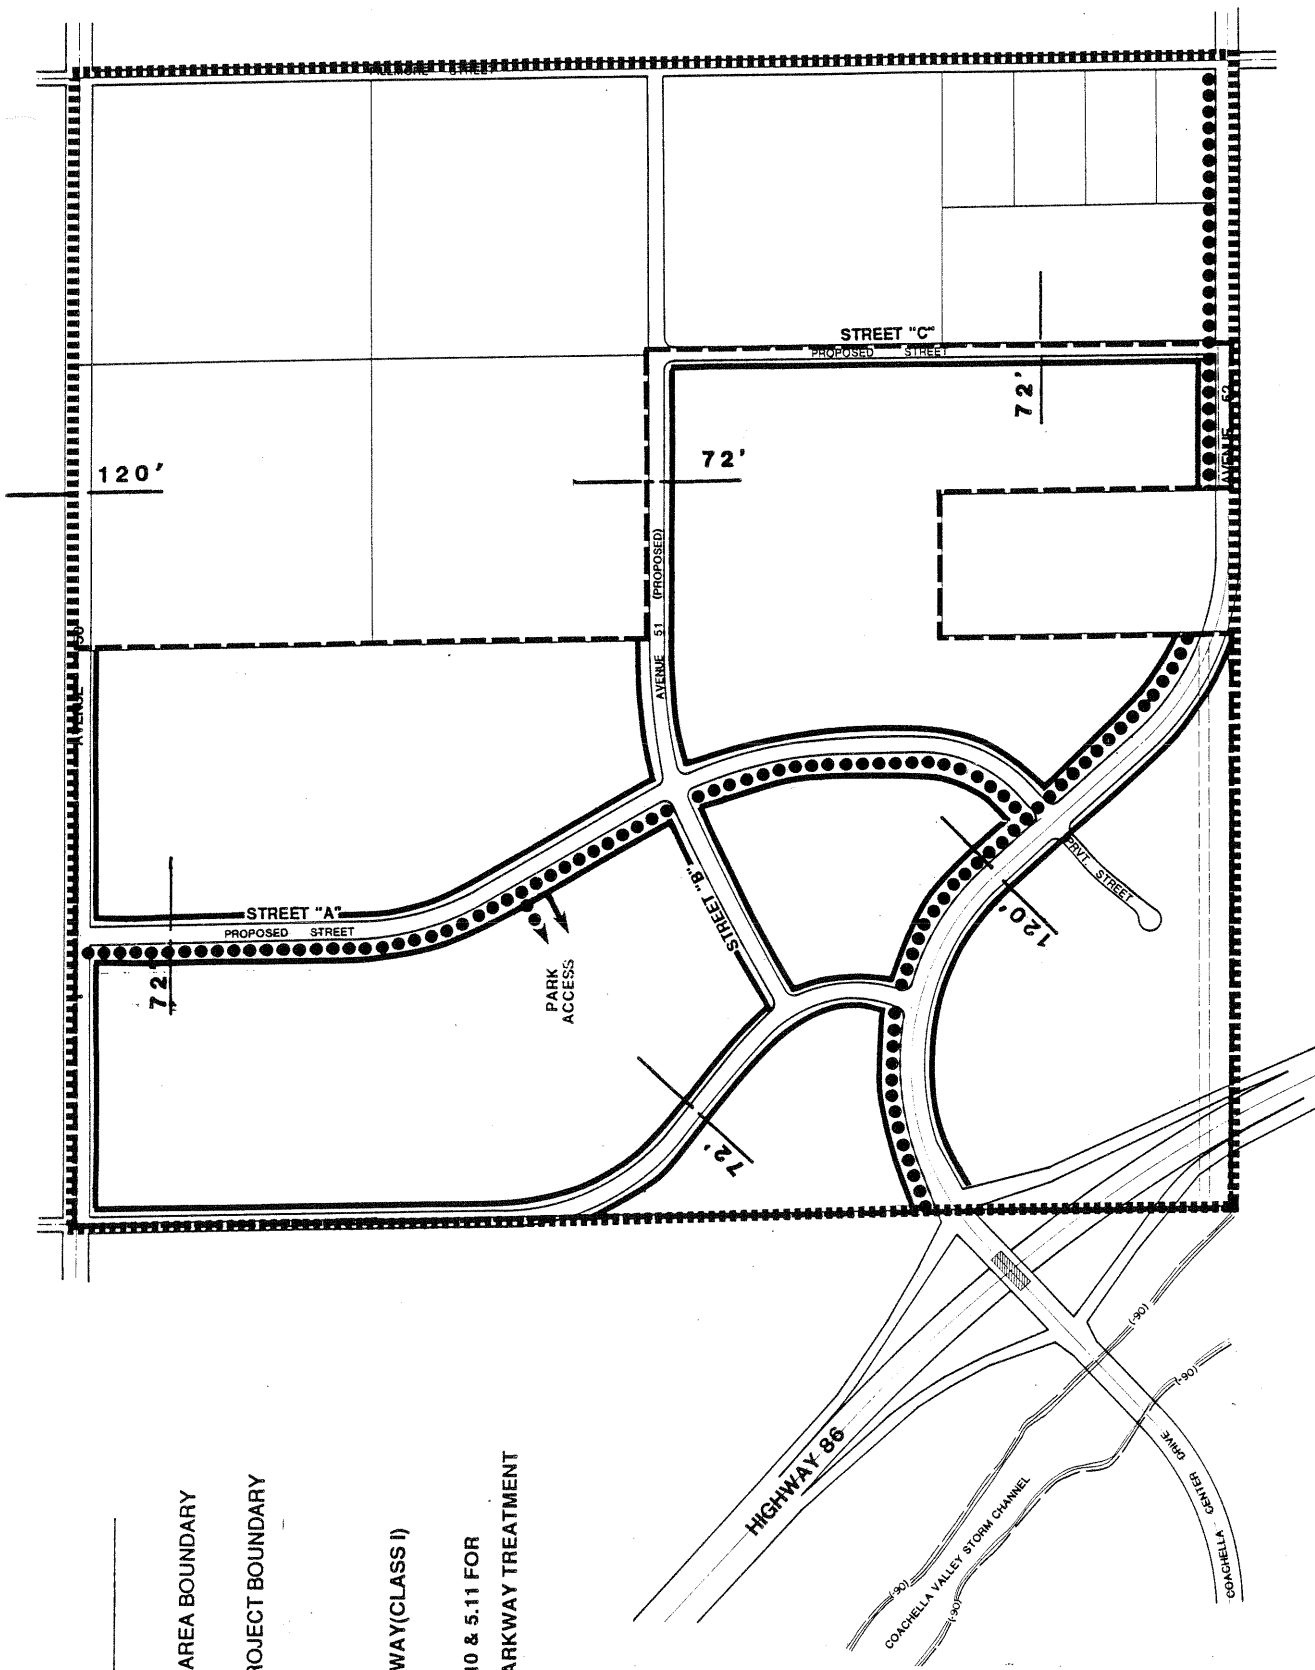 FILLMORE STREET
STREET "C"
PROPOSED STREET
72'
AVENUE 52
120'
72'
AVENUE 51 (PROPOSED)
AVENUE 50
STREET "A"
PROPOSED STREET
72'
PARK
ACCESS
STREET "B"
PRVT. STREET
120'
72'
HIGHWAY 86
(-90)
(-90)
(-90)
(-90)
COACHELLA VALLEY STORM CHANNEL
COACHELLA CENTER DRIVE
AREA BOUNDARY
ROJECT BOUNDARY
WAY(CLASS I)
10 & 5.11 FOR
ARKWAY TREATMENT